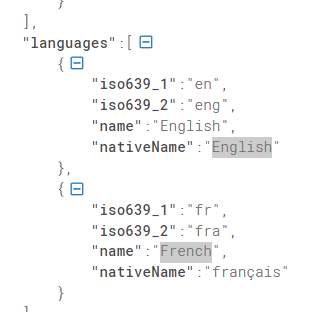 }
],
"languages":[
{
"iso639_1":"en",
"iso639_2":"eng",
"name":"English",
"nativeName":"English"
},
{
"iso639_1":"fr",
"iso639_2":"fra",
"name":"French",
"nativeName":"français"
}
]